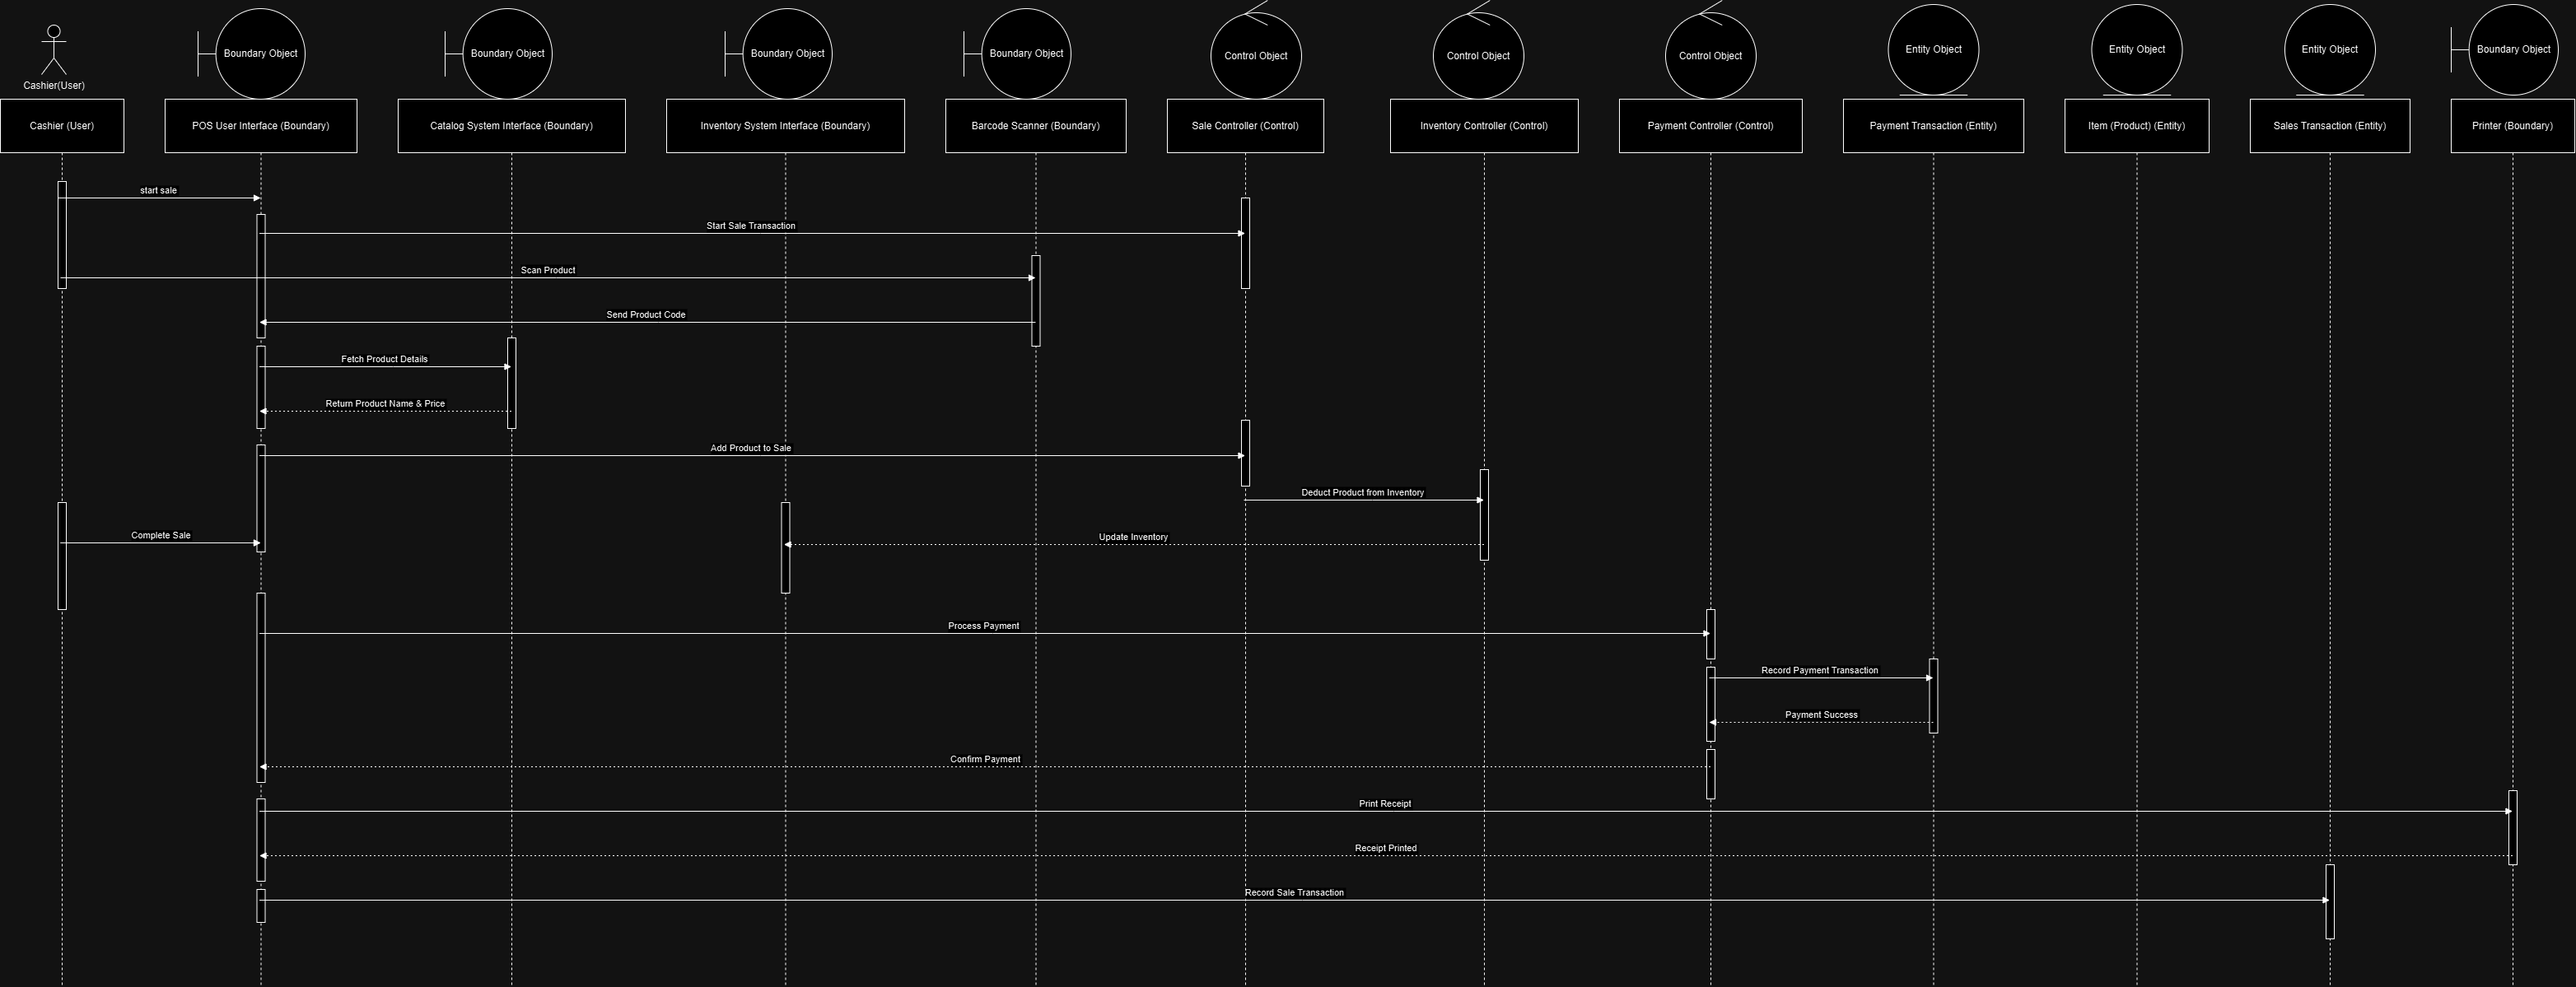 Boundary Object
Boundary Object
Boundary Object
Boundary Object
Control Object
Control Object
Control Object
Entity Object
Entity Object
Entity Object
Boundary Object
Cashier(User)
Cashier (User)
POS User Interface (Boundary)
Catalog System Interface (Boundary)
Inventory System Interface (Boundary)
Barcode Scanner (Boundary)
Sale Controller (Control)
Inventory Controller (Control)
Payment Controller (Control)
Payment Transaction (Entity)
Item (Product) (Entity)
Sales Transaction (Entity)
Printer (Boundary)
start sale
Start Sale Transaction
Scan Product
Send Product Code
Fetch Product Details
Return Product Name & Price
Add Product to Sale
Deduct Product from Inventory
Complete Sale
Update Inventory
Process Payment
Record Payment Transaction
Payment Success
Confirm Payment
Print Receipt
Receipt Printed
Record Sale Transaction